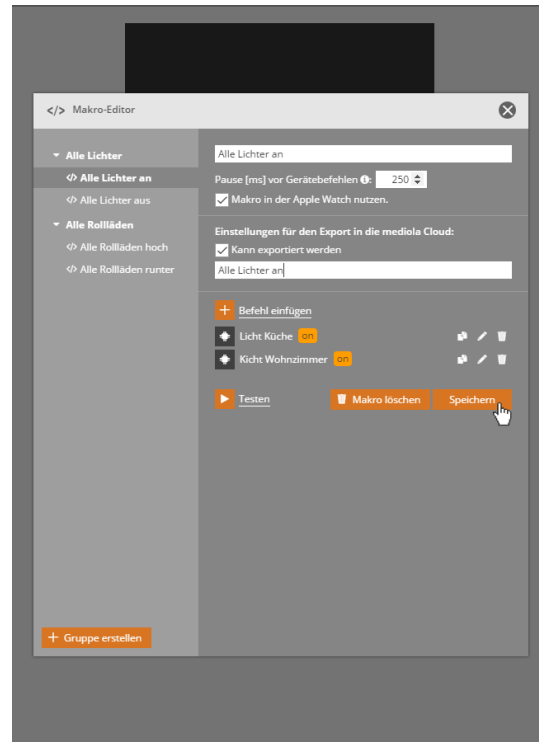 </> Makro-Editor
Alle Lichter
</> Alle Lichter an
</> Alle Lichter aus
Alle Rollläden
</> Alle Rollläden hoch
</> Alle Rollläden runter
+ Gruppe erstellen
Alle Lichter an
Pause [ms] vor Gerätebefehlen : 250
Makro in der Apple Watch nutzen.
Einstellungen für den Export in die mediola Cloud:
Kann exportiert werden
Alle Lichter an
+ Befehl einfügen
Licht Küche on
Kicht Wohnzimmer on
Testen Makro löschen Speichern